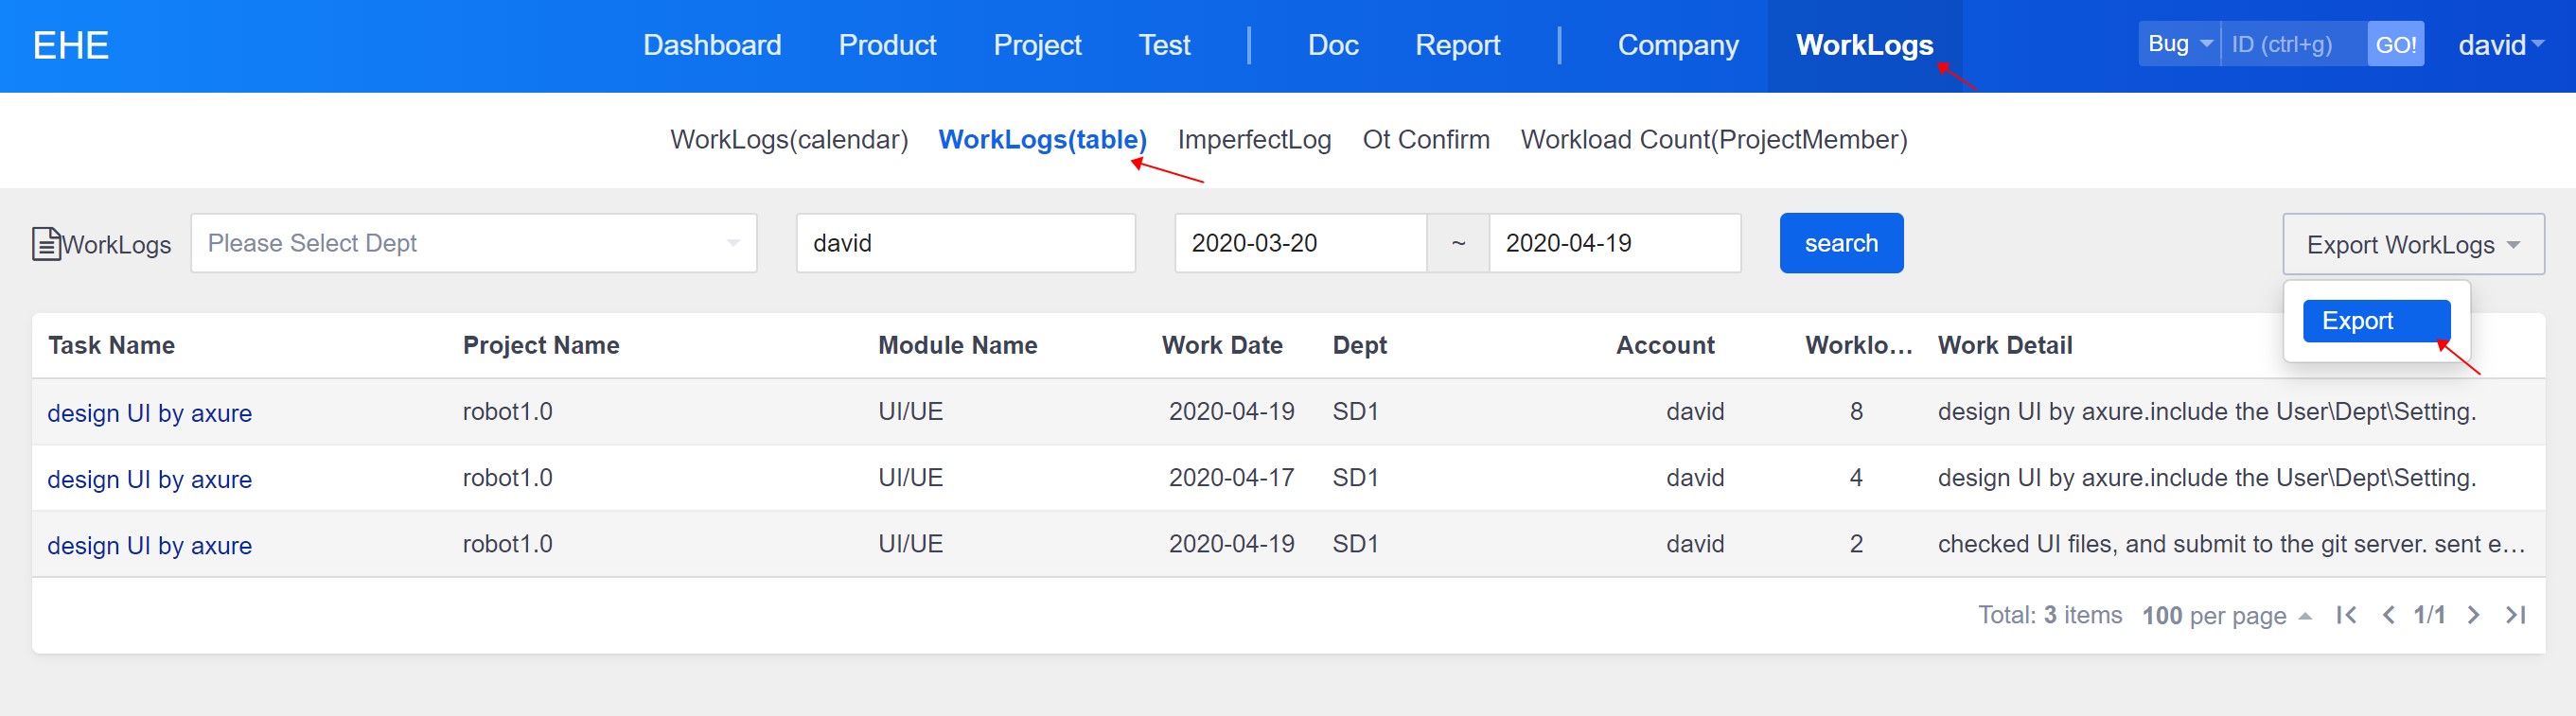 EHE Dashboard Product Project Test | Doc Report | Company WorkLogs Bug ID (ctrl+g) GO! david
WorkLogs(calendar) WorkLogs(table) ImperfectLog Ot Confirm Workload Count(ProjectMember)
WorkLogs Please Select Dept david 2020-03-20 ~ 2020-04-19 search Export WorkLogs
Export
Task Name Project Name Module Name Work Date Dept Account Worklo... Work Detail
design UI by axure robot1.0 UI/UE 2020-04-19 SD1 david 8 design UI by axure.include the User\Dept\Setting.
design UI by axure robot1.0 UI/UE 2020-04-17 SD1 david 4 design UI by axure.include the User\Dept\Setting.
design UI by axure robot1.0 UI/UE 2020-04-19 SD1 david 2 checked UI files, and submit to the git server. sent e...
Total: 3 items 100 per page 1/1